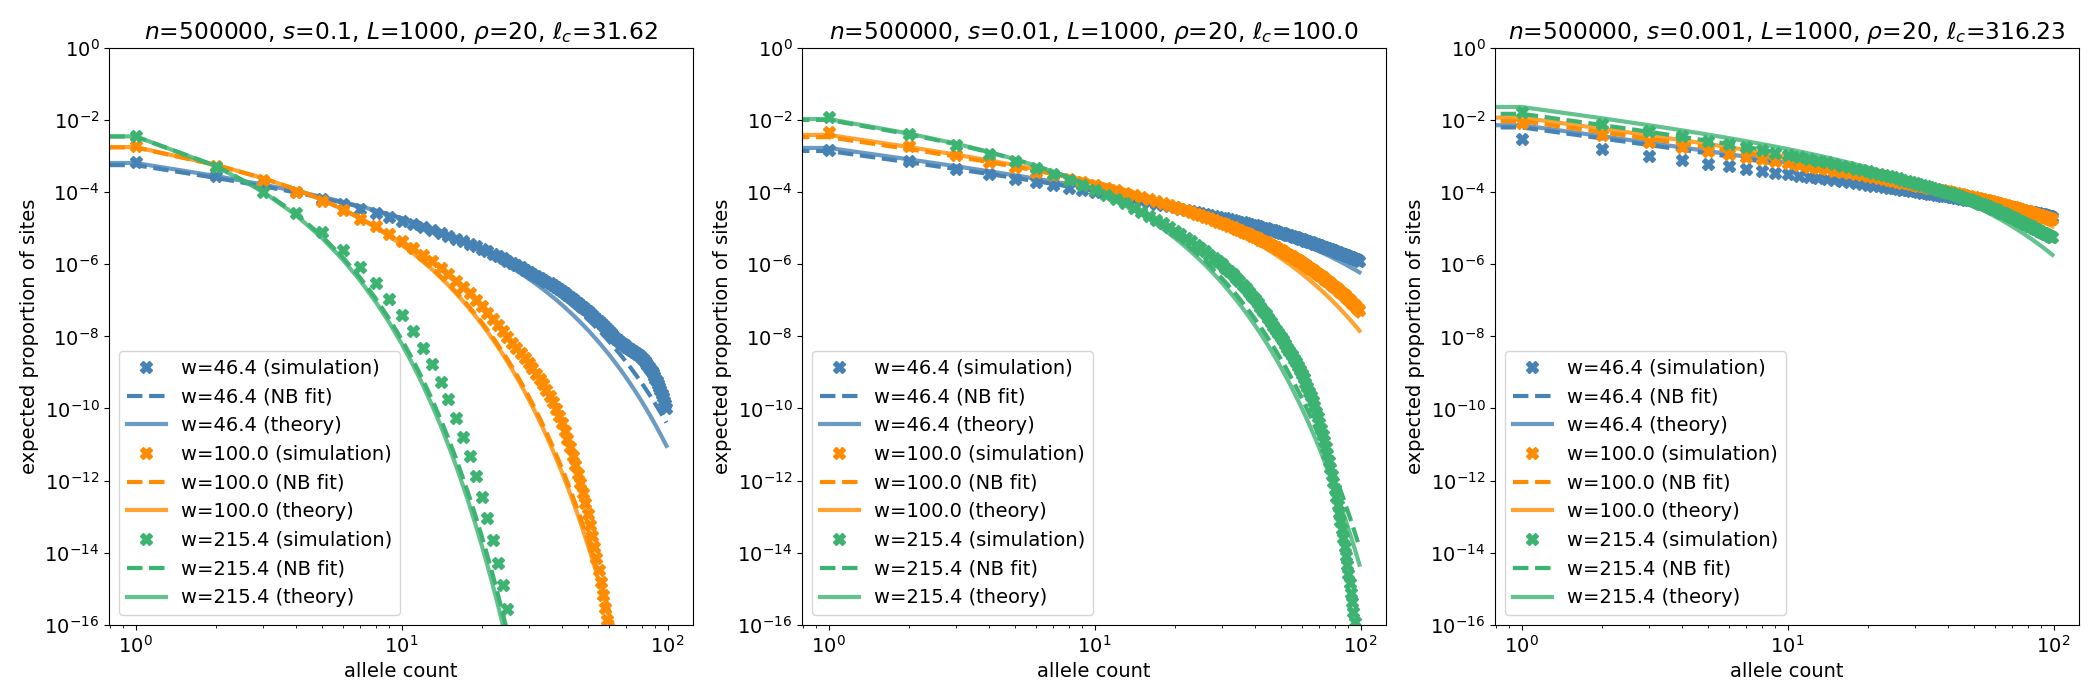 n=500000, s=0.1, L=1000, ρ=20, ℓc=31.62
expected proportion of sites
10^0
10^−2
10^−4
10^−6
10^−8
10^−10
10^−12
10^−14
10^−16
w=46.4 (simulation)
w=46.4 (NB fit)
w=46.4 (theory)
w=100.0 (simulation)
w=100.0 (NB fit)
w=100.0 (theory)
w=215.4 (simulation)
w=215.4 (NB fit)
w=215.4 (theory)
10^0 10^1 10^2
allele count
n=500000, s=0.01, L=1000, ρ=20, ℓc=100.0
expected proportion of sites
10^0
10^−2
10^−4
10^−6
10^−8
10^−10
10^−12
10^−14
10^−16
w=46.4 (simulation)
w=46.4 (NB fit)
w=46.4 (theory)
w=100.0 (simulation)
w=100.0 (NB fit)
w=100.0 (theory)
w=215.4 (simulation)
w=215.4 (NB fit)
w=215.4 (theory)
10^0 10^1 10^2
allele count
n=500000, s=0.001, L=1000, ρ=20, ℓc=316.23
expected proportion of sites
10^0
10^−2
10^−4
10^−6
10^−8
10^−10
10^−12
10^−14
10^−16
w=46.4 (simulation)
w=46.4 (NB fit)
w=46.4 (theory)
w=100.0 (simulation)
w=100.0 (NB fit)
w=100.0 (theory)
w=215.4 (simulation)
w=215.4 (NB fit)
w=215.4 (theory)
10^0 10^1 10^2
allele count